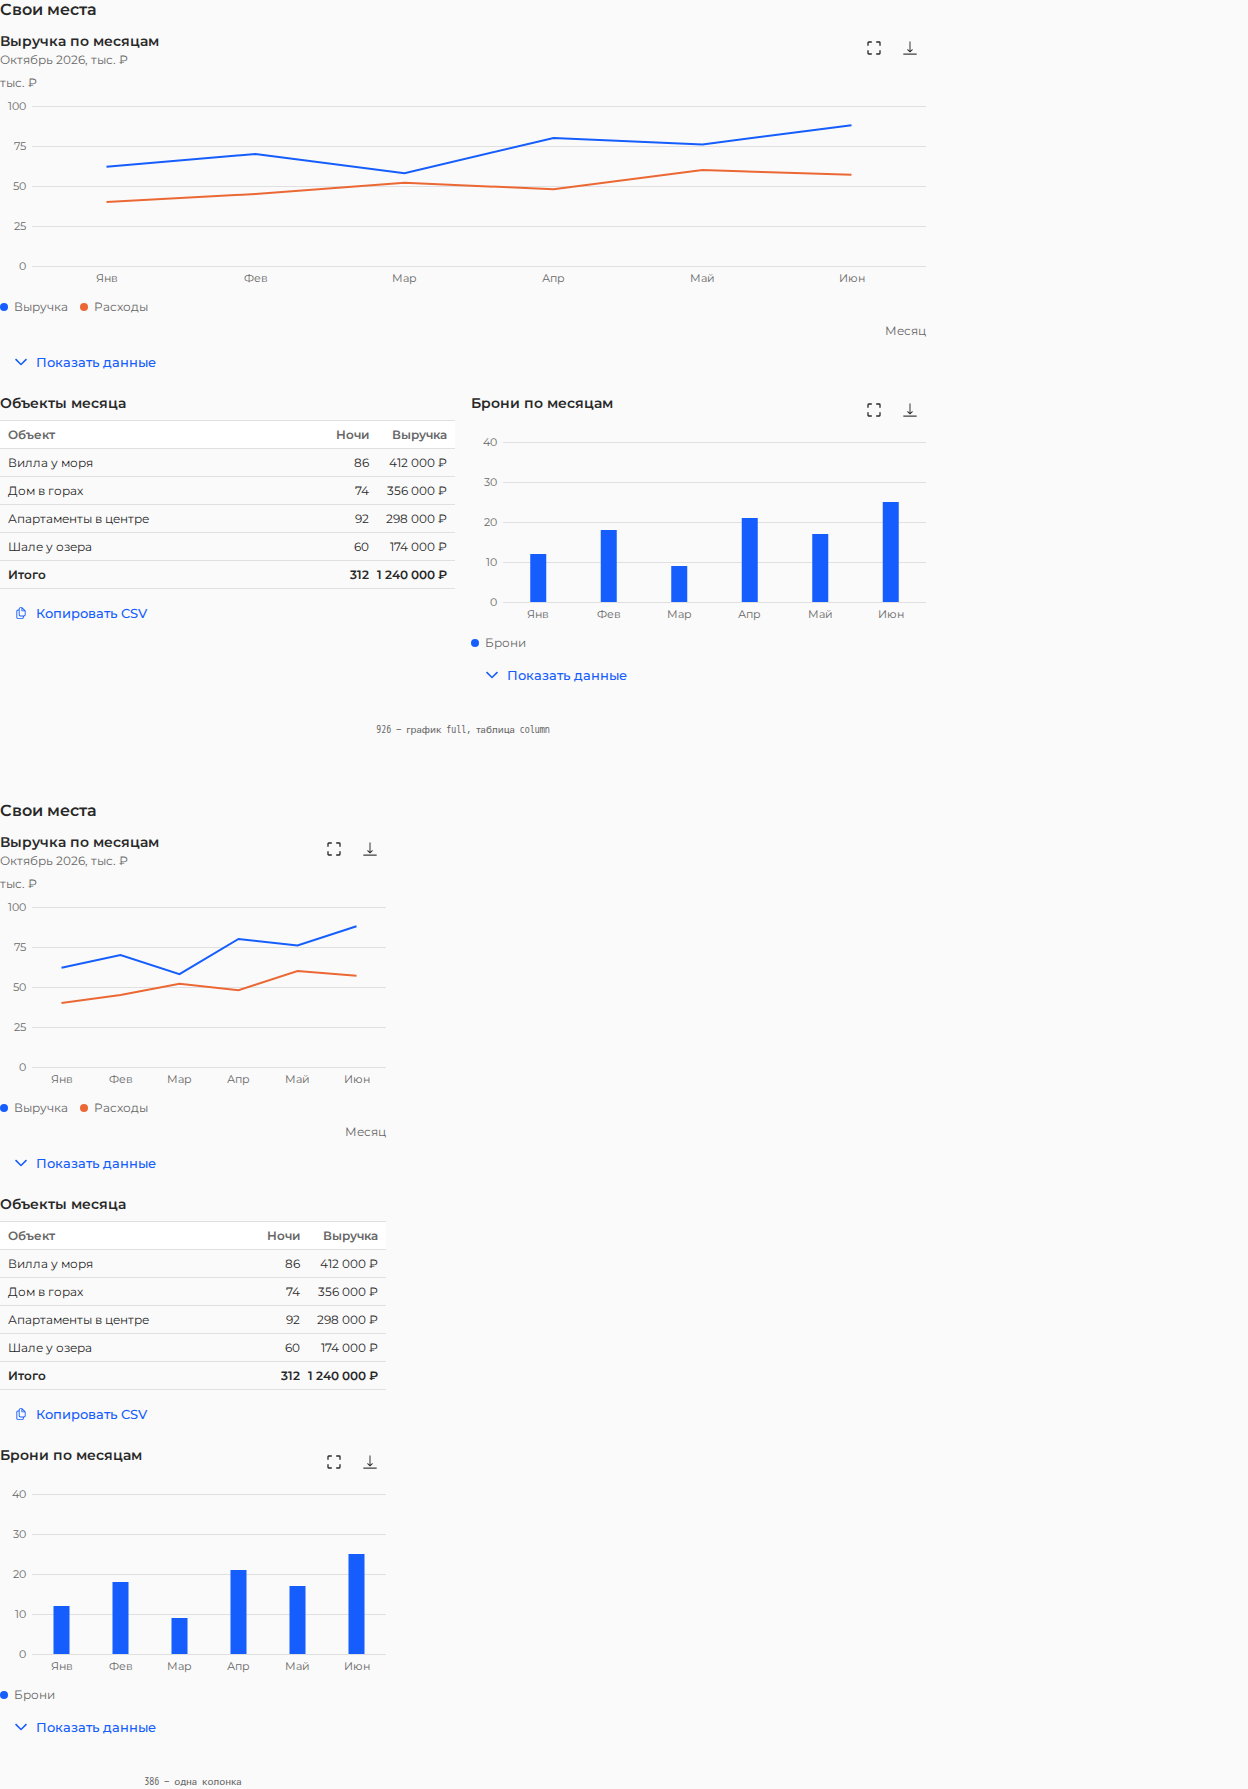 Свои места
Выручка по месяцам
Октябрь 2026, тыс. ₽
тыс. ₽
100
75
50
25
0
Янв Фев Мар Апр Май Июн
Выручка Расходы
Месяц
Показать данные
Объекты месяца
Объект Ночи Выручка
Вилла у моря 86 412 000 ₽
Дом в горах 74 356 000 ₽
Апартаменты в центре 92 298 000 ₽
Шале у озера 60 174 000 ₽
Итого 312 1 240 000 ₽
Копировать CSV
Брони по месяцам
40
30
20
10
0
Янв Фев Мар Апр Май Июн
Брони
Показать данные
926 — график full, таблица column
Свои места
Выручка по месяцам
Октябрь 2026, тыс. ₽
тыс. ₽
100
75
50
25
0
Янв Фев Мар Апр Май Июн
Выручка Расходы
Месяц
Показать данные
Объекты месяца
Объект Ночи Выручка
Вилла у моря 86 412 000 ₽
Дом в горах 74 356 000 ₽
Апартаменты в центре 92 298 000 ₽
Шале у озера 60 174 000 ₽
Итого 312 1 240 000 ₽
Копировать CSV
Брони по месяцам
40
30
20
10
0
Янв Фев Мар Апр Май Июн
Брони
Показать данные
386 — одна колонка